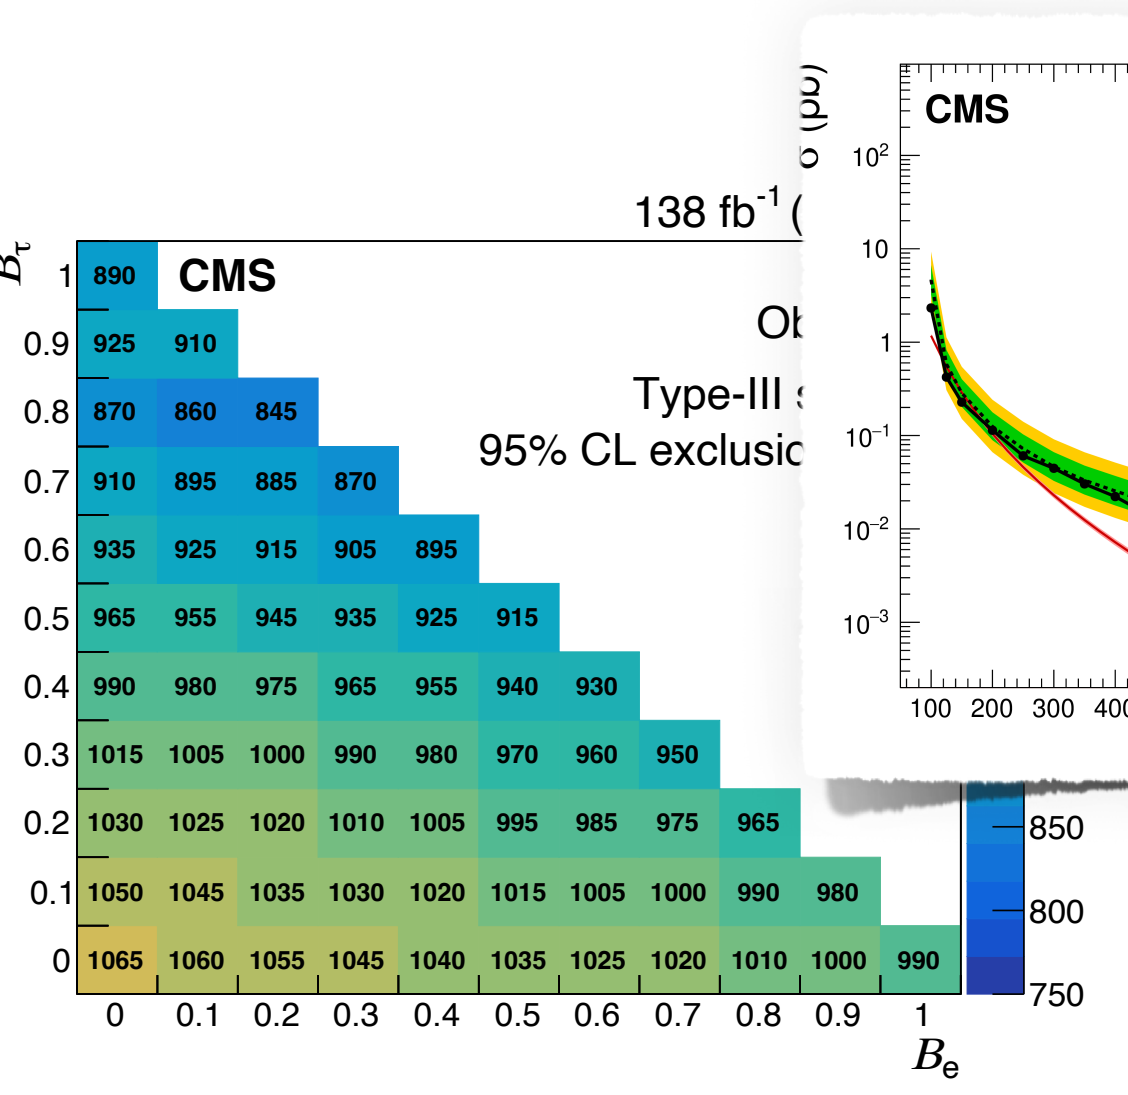 σ (pb)
CMS
10²
10
1
10⁻¹
10⁻²
10⁻³
100 200 300
138 fb⁻¹ (
Bτ
1 890 CMS
0.9 925 910
0.8 870 860 845
Type-III
95% CL
0.7 910 895 885 870
0.6 935 925 915 905 895
0.5 965 955 945 935 925 915
0.4 990 980 975 965 955 940 930
0.3 1015 1005 1000 990 980 970 960 950
0.2 1030 1025 1020 1010 1005 995 985 975 965
0.1 1050 1045 1035 1030 1020 1015 1005 1000 990 980
0 1065 1060 1055 1045 1040 1035 1025 1020 1010 1000 990
0 0.1 0.2 0.3 0.4 0.5 0.6 0.7 0.8 0.9 1
Be
850
800
750